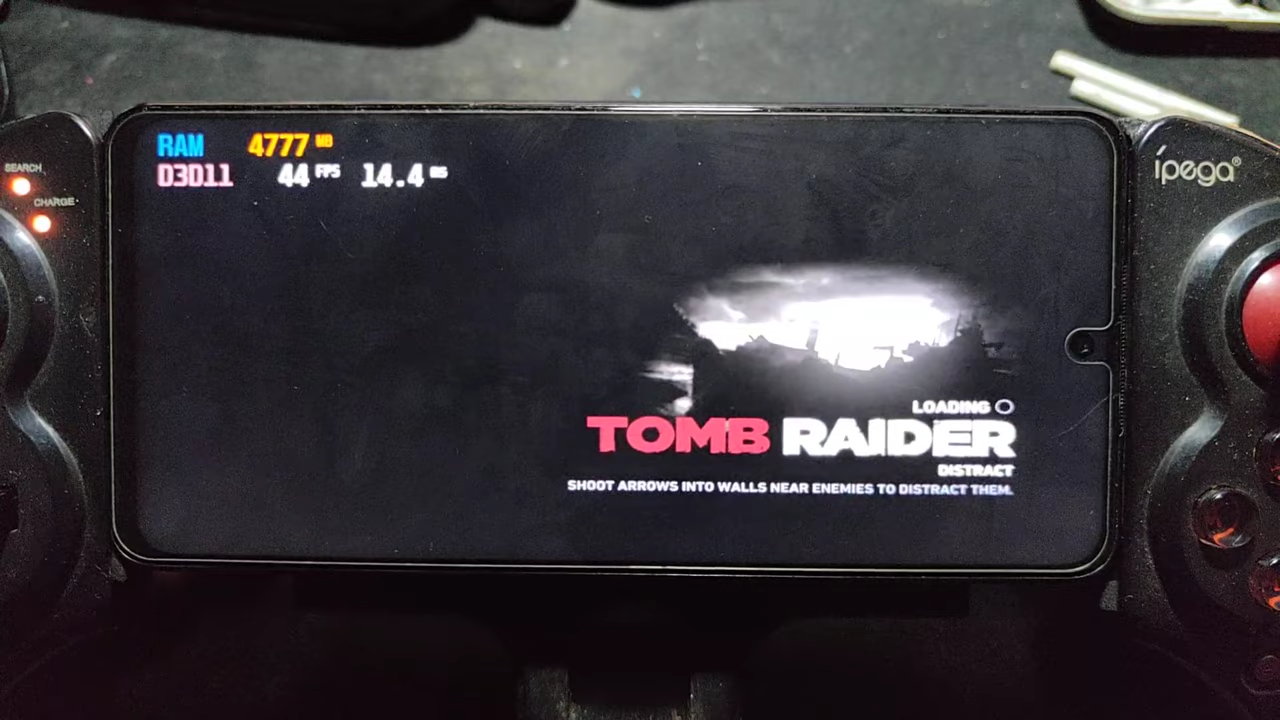 SEARCH
CHARGE
ípega®
RAM 4777 MB
D3D11 44 FPS 14.4 ms
LOADING
TOMB RAIDER
DISTRACT
SHOOT ARROWS INTO WALLS NEAR ENEMIES TO DISTRACT THEM.